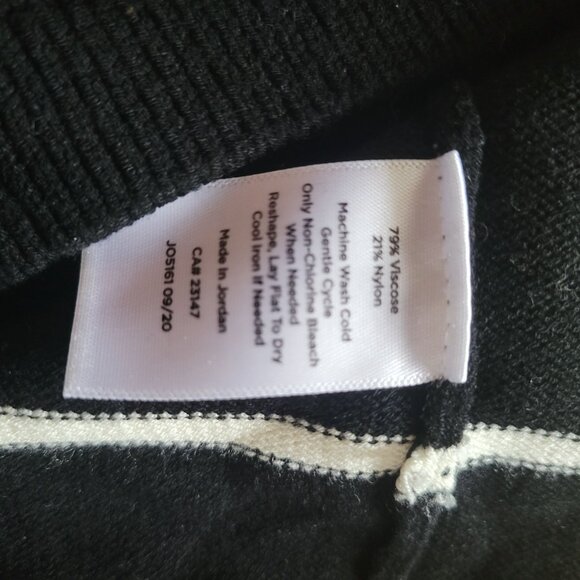 79% Viscose
21% Nylon
Machine Wash Cold
Gentle Cycle
Only Non-Chlorine Bleach
When Needed
Reshape, Lay Flat To Dry
Cool Iron If Needed
Made In Jordan
CA# 23147
JO5161 09/20